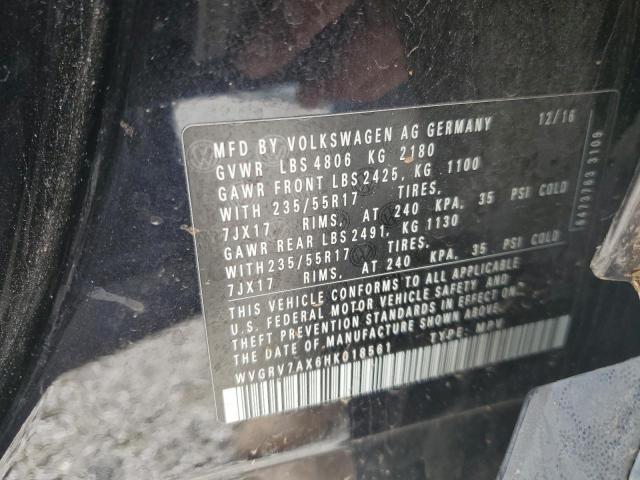 MFD BY VOLKSWAGEN AG GERMANY 12/16
GVWR LBS 4806 KG 2180
GAWR FRONT LBS 2425, KG 1100
WITH 235/55R17 TIRES,
7JX17 RIMS, AT 240 KPA, 35 PSI COLD
GAWR REAR LBS 2491, KG 1130
WITH 235/55R17 TIRES,
7JX17 RIMS, AT 240 KPA, 35 PSI COLD
THIS VEHICLE CONFORMS TO ALL APPLICABLE
U.S. FEDERAL MOTOR VEHICLE SAFETY AND
THEFT PREVENTION STANDARDS IN EFFECT ON
THE DATE OF MANUFACTURE SHOWN ABOVE.
WVGRV7AX6HK018561 TYPE: MPV